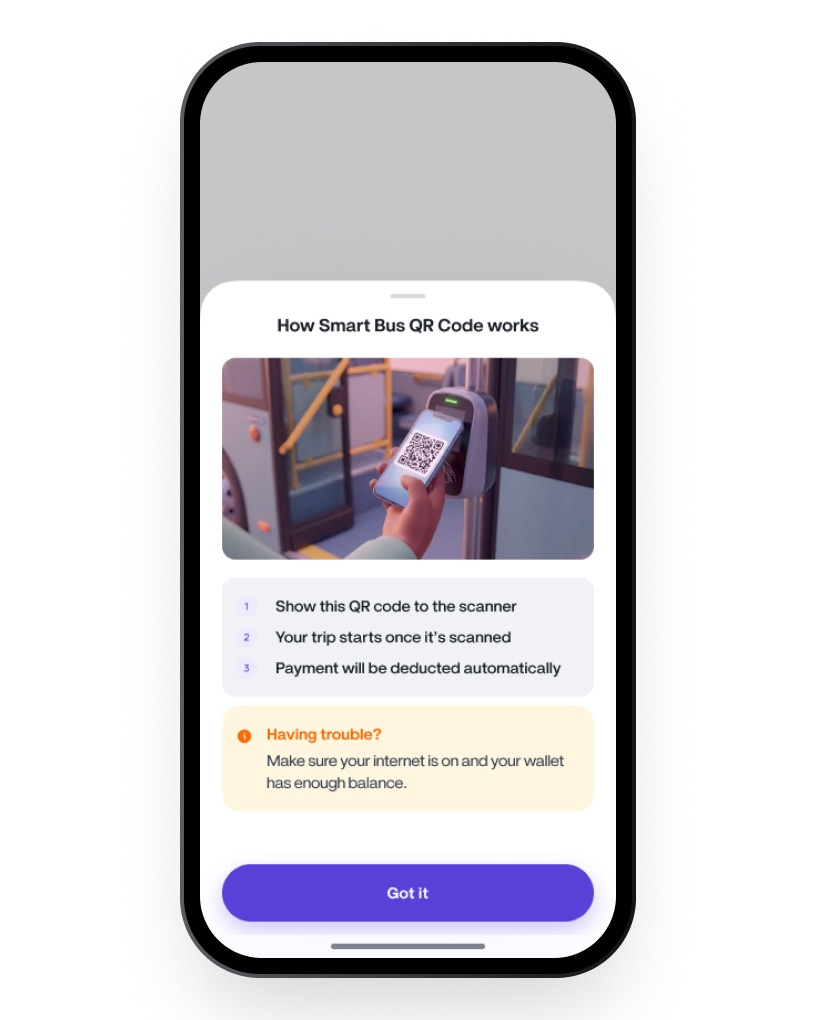 How Smart Bus QR Code works
1 Show this QR code to the scanner
2 Your trip starts once it's scanned
3 Payment will be deducted automatically
Having trouble?
Make sure your internet is on and your wallet
has enough balance.
Got it